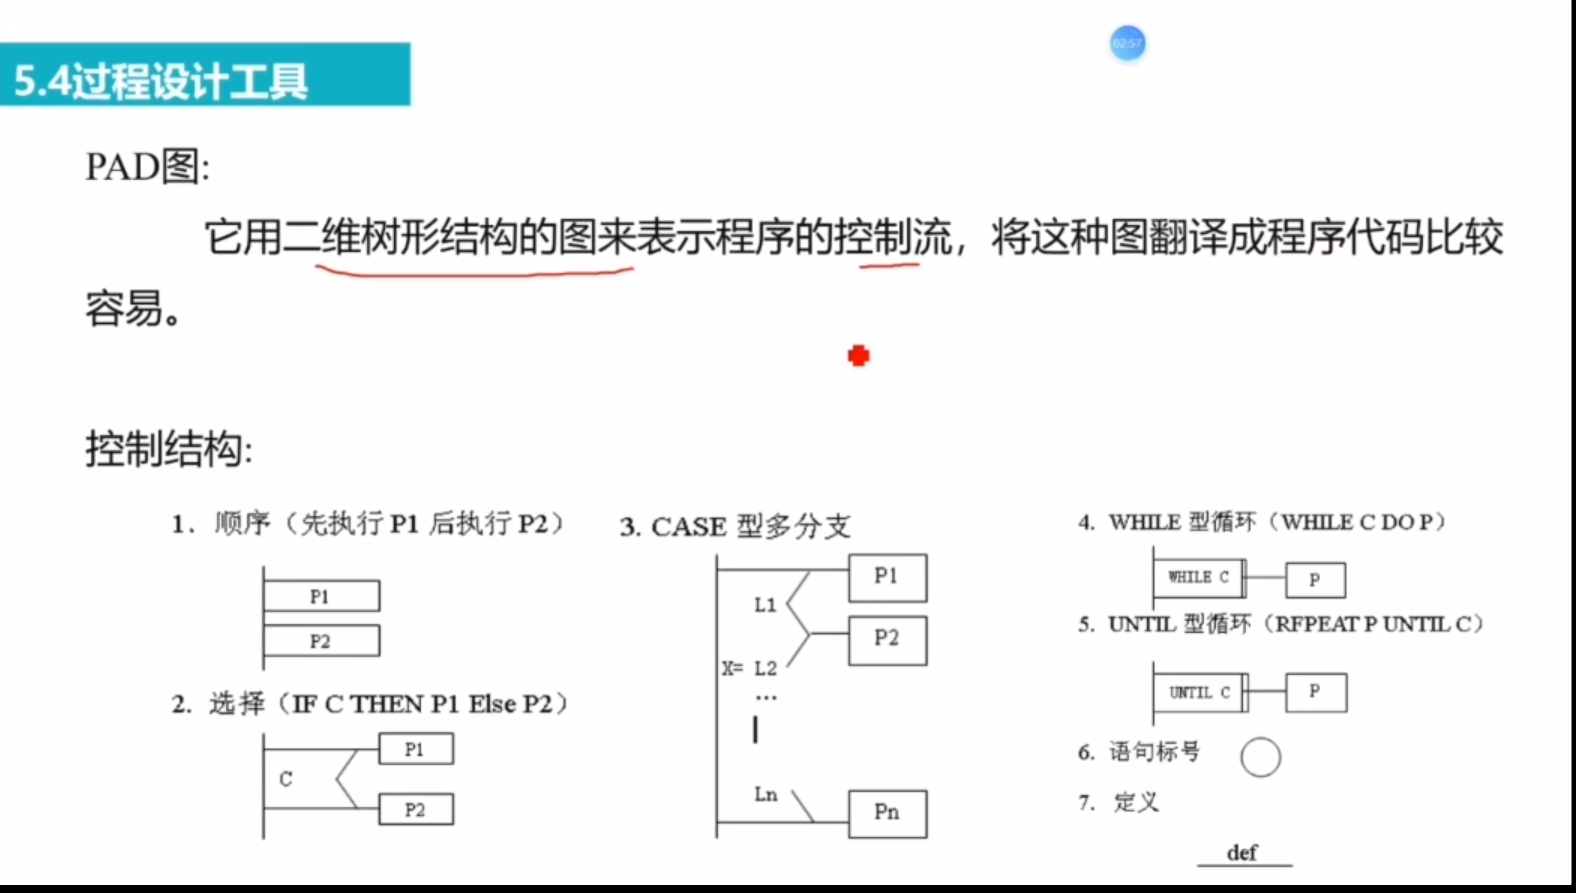 02:57
5.4过程设计工具
PAD图:
它用二维树形结构的图来表示程序的控制流，将这种图翻译成程序代码比较
容易。
控制结构:
1. 顺序（先执行 P1 后执行 P2）
P1
P2
2. 选择（IF C THEN P1 Else P2）
C
P1
P2
3. CASE 型多分支
P1
L1
P2
X= L2
...
Ln
Pn
4. WHILE 型循环（WHILE C DO P）
WHILE C
P
5. UNTIL 型循环（RFPEAT P UNTIL C）
UNTIL C
P
6. 语句标号
7. 定义
def